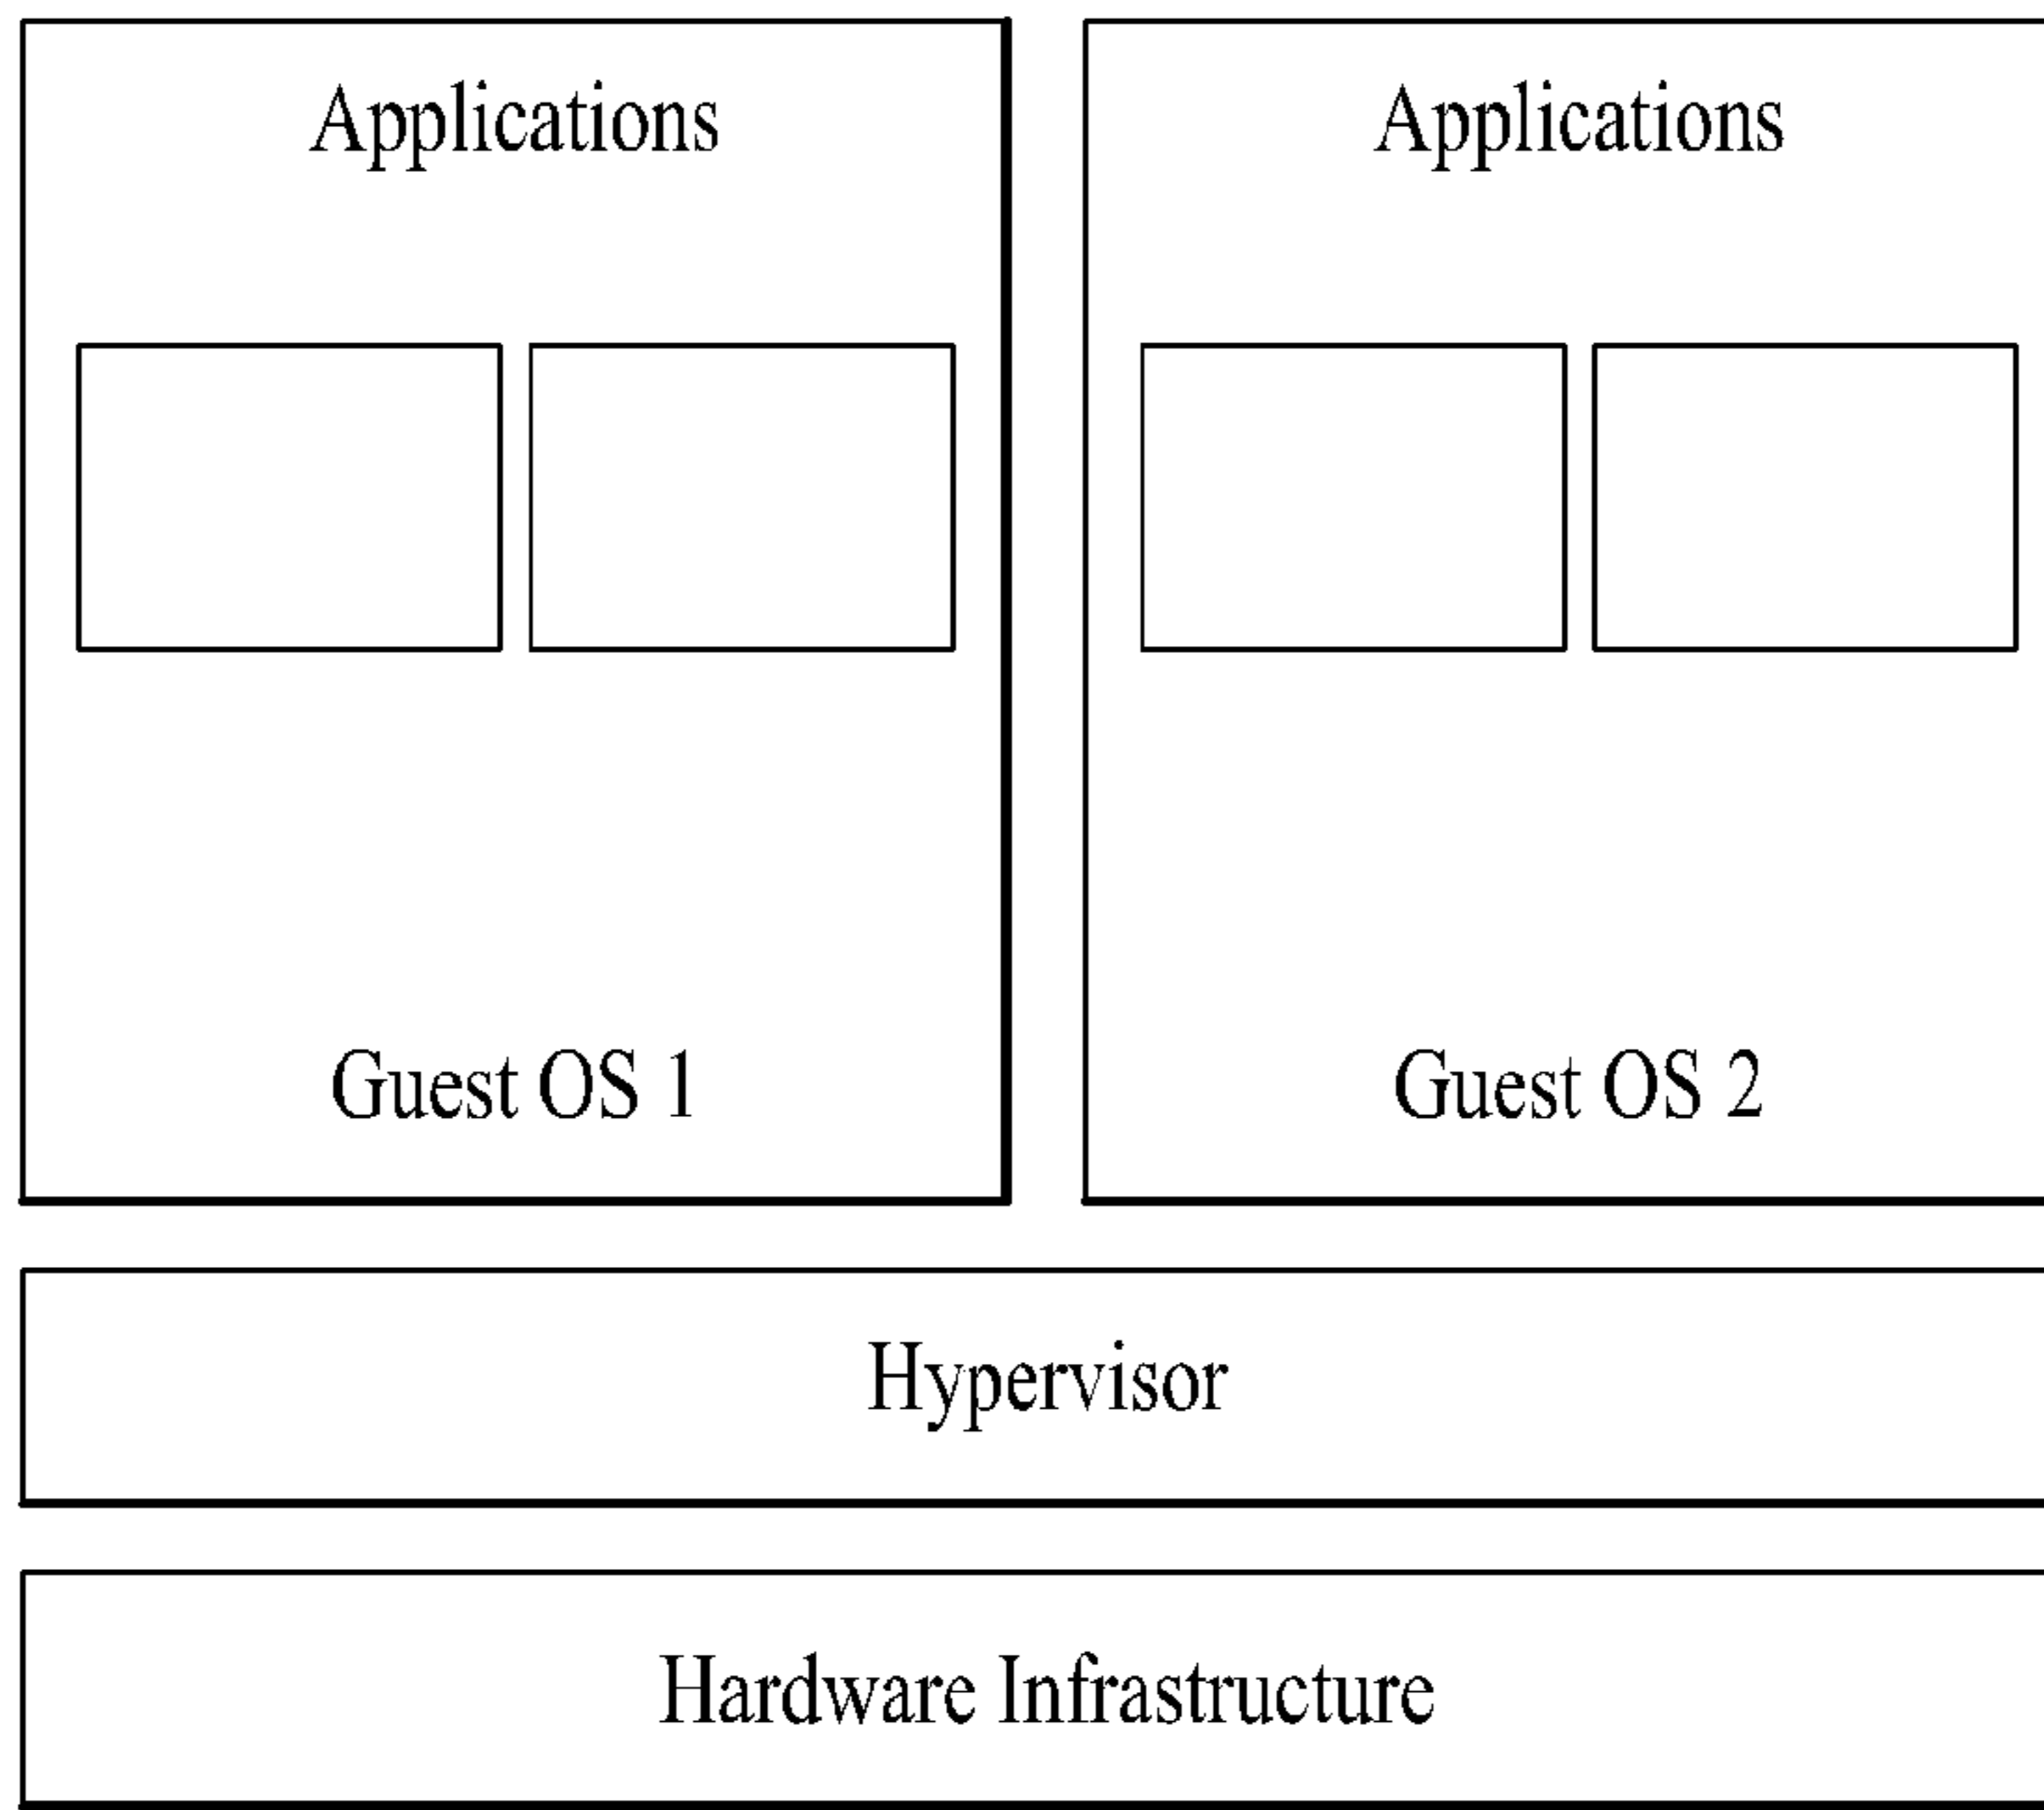 Applications
Applications
Guest OS 1
Guest OS 2
Hypervisor
Hardware Infrastructure